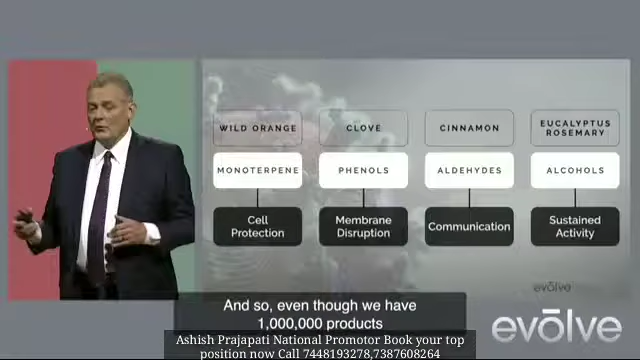 WILD ORANGE
CLOVE
CINNAMON
EUCALYPTUS
ROSEMARY
MONOTERPENE
PHENOLS
ALDEHYDES
ALCOHOLS
Cell
Protection
Membrane
Disruption
Communication
Sustained
Activity
evōlve
And so, even though we have
1,000,000 products
evōlve
Ashish Prajapati National Promotor Book your top
position now Call 7448193278,7387608264